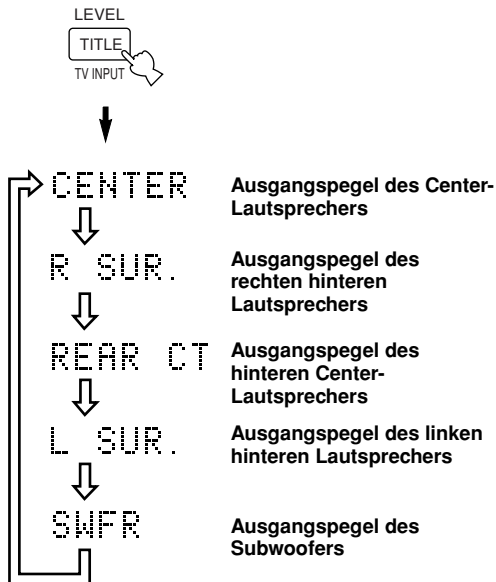 LEVEL
TITLE
TV INPUT
CENTER
Ausgangspegel des Center-
Lautsprechers
R SUR.
Ausgangspegel des
rechten hinteren
Lautsprechers
REAR CT
Ausgangspegel des
hinteren Center-
Lautsprechers
L SUR.
Ausgangspegel des linken
hinteren Lautsprechers
SWFR
Ausgangspegel des
Subwoofers